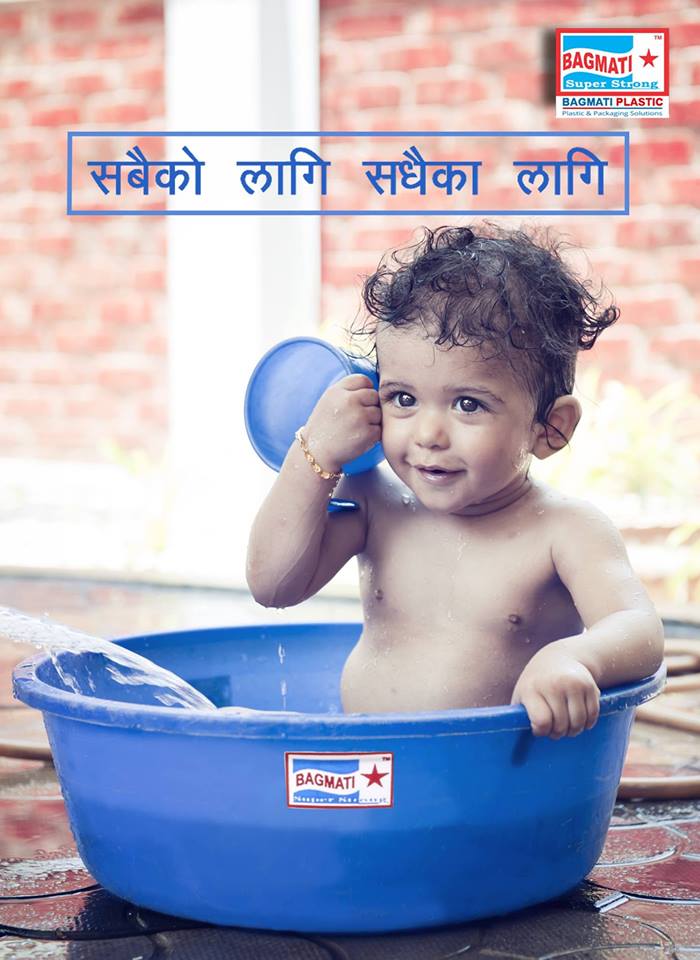 BAGMATI
TM
Super Strong
BAGMATI PLASTIC
Plastic & Packaging Solutions
सबैको लागि सधैका लागि
BAGMATI
TM
Super Strong